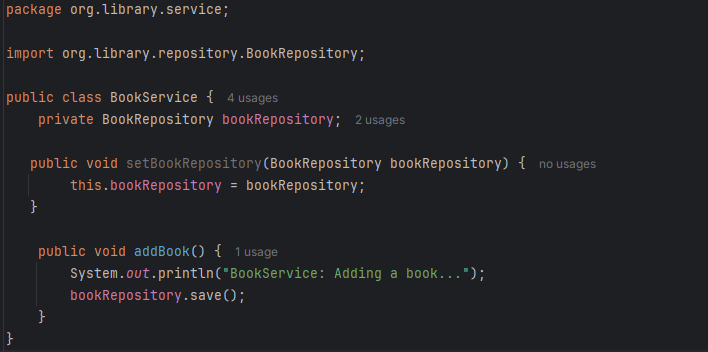 package org.library.service;
import org.library.repository.BookRepository;
public class BookService { 4 usages
private BookRepository bookRepository; 2 usages
public void setBookRepository(BookRepository bookRepository) { no usages
this.bookRepository = bookRepository;
}
public void addBook() { 1 usage
System.out.println("BookService: Adding a book...");
bookRepository.save();
}
}